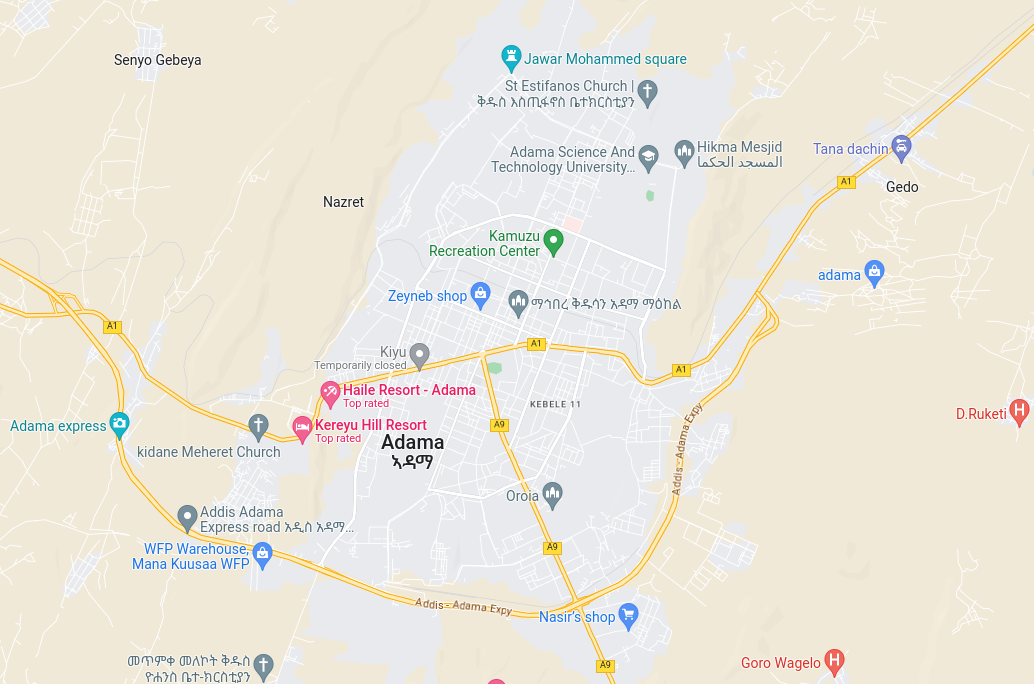 Senyo Gebeya
Jawar Mohammed square
St Estifanos Church |
ቅዱስ እስጢፋኖስ ቤተክርስቲያን
Adama Science And
Technology University...
Hikma Mesjid
المسجد الحكما
Tana dachin
A1
Gedo
Nazret
Kamuzu
Recreation Center
adama
Zeyneb shop
ማኅበረ ቅዱሳን አዳማ ማዕከል
A1
A1
Kiyu
Temporarily closed
A1
Haile Resort - Adama
Top rated
KEBELE 11
D.Ruketi
Adama express
Kereyu Hill Resort
Top rated
A9
Adama
አዳማ
kidane Meheret Church
Addis - Adama Expy
Oroia
Addis Adama
Express road አዲስ አዳማ...
WFP Warehouse,
Mana Kuusaa WFP
A9
Addis - Adama Expy
Nasir's shop
መጥምቀ መለኮት ቅዱስ
ዮሐንስ ቤተ-ክርስቲያን
A9
Goro Wagelo